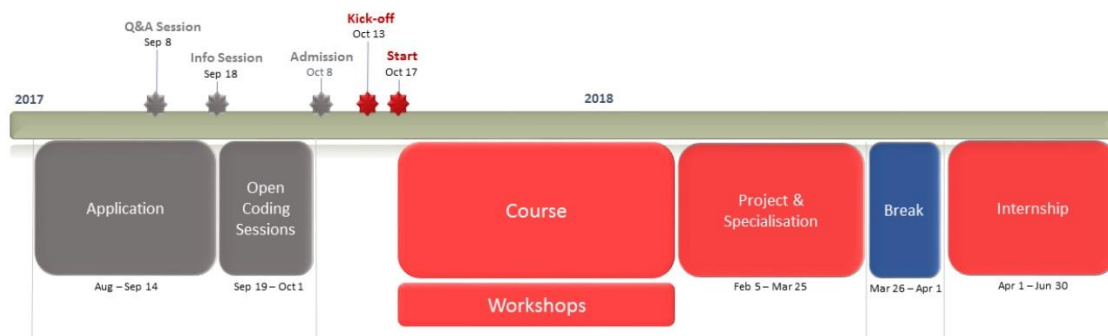 Q&A Session
Sep 8
Info Session
Sep 18
Admission
Oct 8
Kick-off
Oct 13
Start
Oct 17
2017
2018
Application
Aug – Sep 14
Open
Coding
Sessions
Sep 19 – Oct 1
Course
Workshops
Project &
Specialisation
Feb 5 – Mar 25
Break
Mar 26 – Apr 1
Internship
Apr 1 – Jun 30